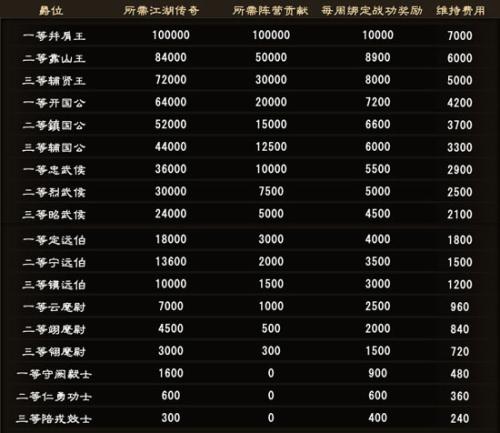 爵位 所需江湖传奇 所需阵营贡献 每周绑定战功奖励 维持费用
一等并肩王 100000 100000 10000 7000
二等靠山王 84000 50000 8900 6000
三等辅贤王 72000 30000 8000 5000
一等开国公 64000 20000 7200 4200
二等鎮国公 52000 15000 6600 3700
三等辅国公 44000 12500 6000 3300
一等忠武侯 36000 10000 5500 2900
二等烈武侯 30000 7500 5000 2500
三等昭武侯 24000 5000 4500 2100
一等定远伯 18000 3000 4000 1800
二等宁远伯 13600 2000 3500 1500
三等镇远伯 10000 1500 3000 1200
一等云麾尉 7000 1000 2500 960
二等翊麾尉 4500 500 2000 840
三等翎麾尉 3000 300 1500 720
一等守阙猷士 1600 0 900 480
二等仁勇功士 600 0 600 360
三等陪戎效士 300 0 400 240